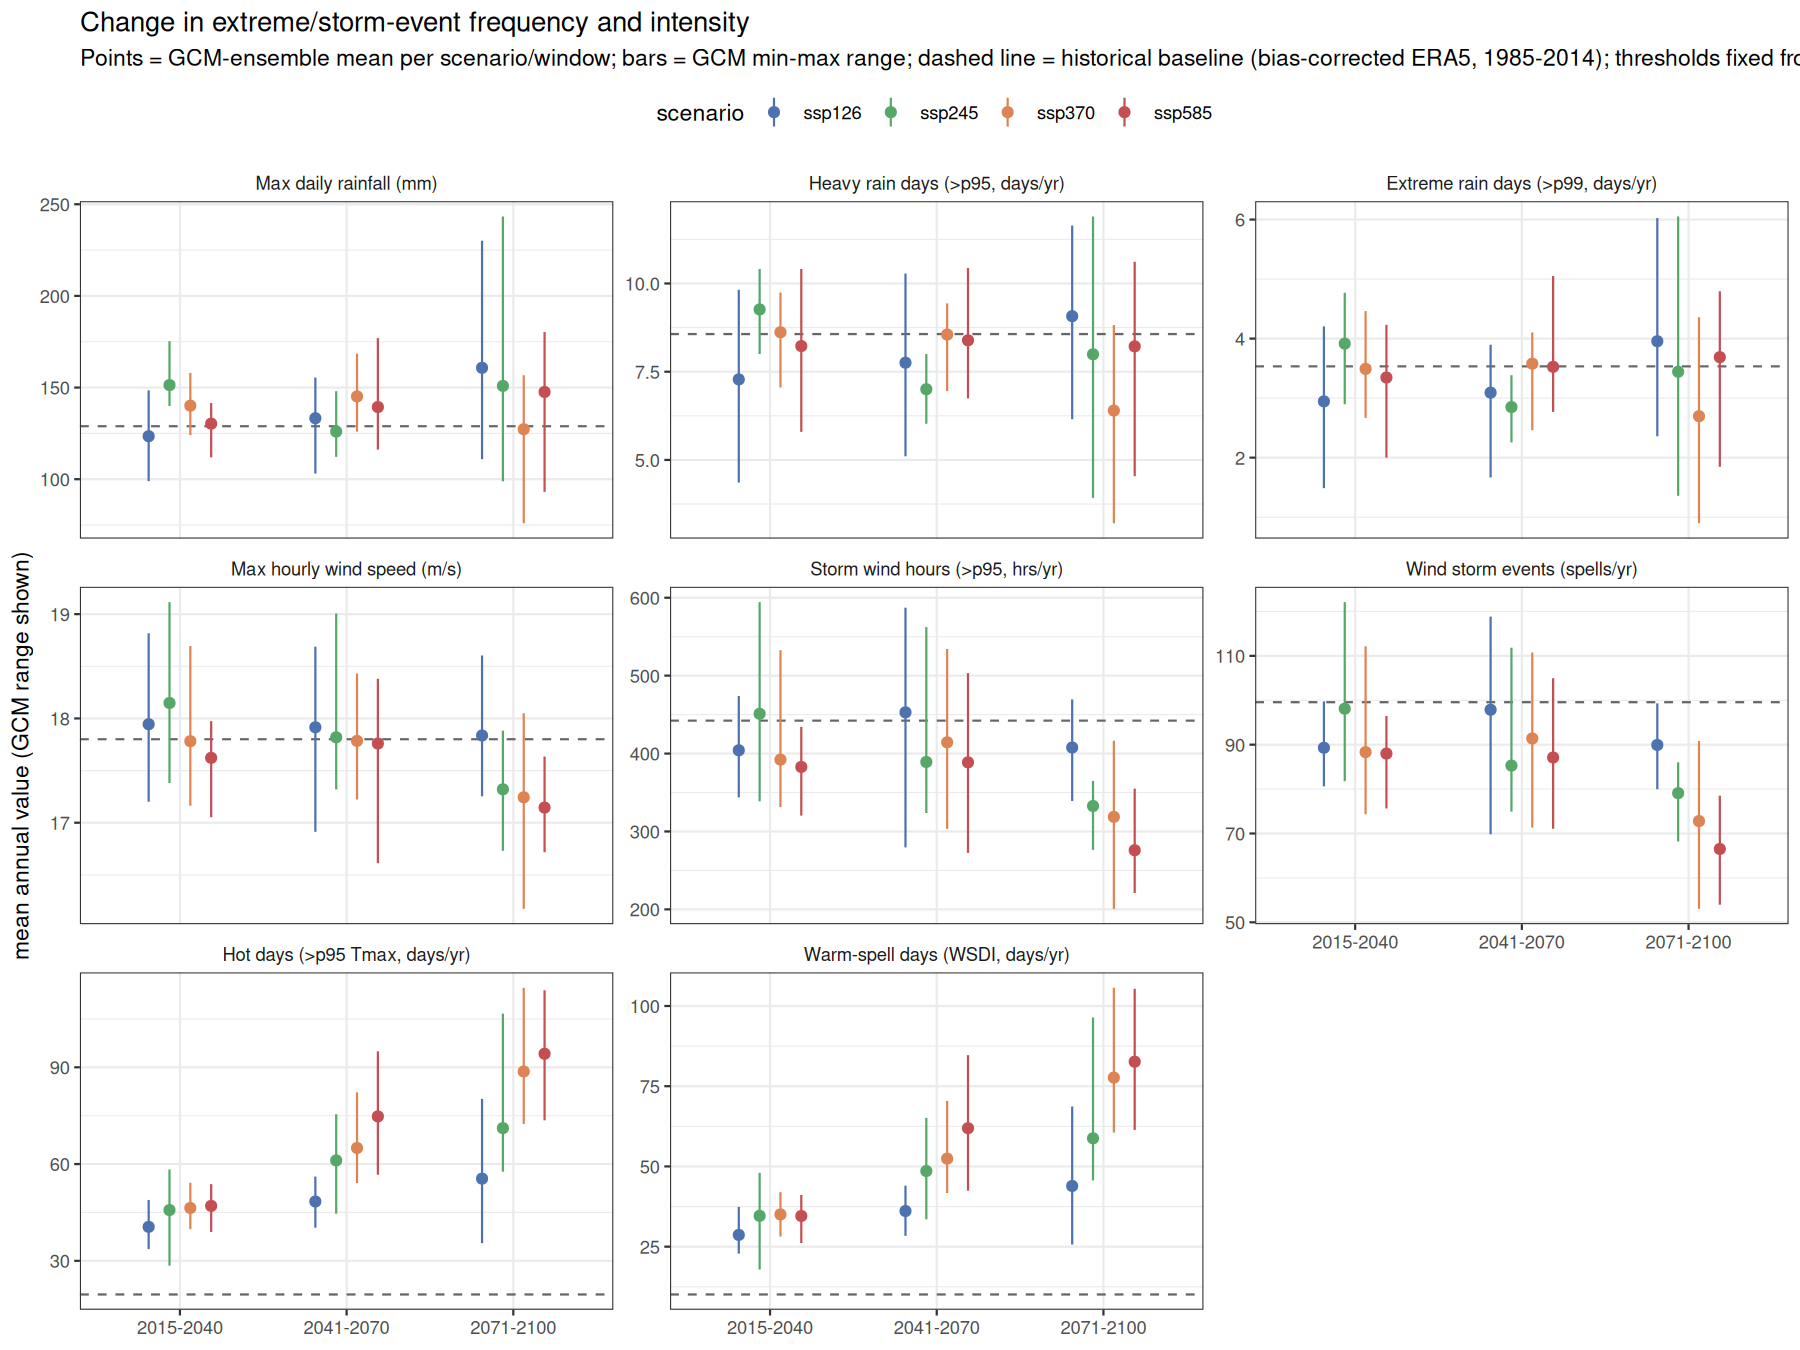 Change in extreme/storm-event frequency and intensity
Points = GCM-ensemble mean per scenario/window; bars = GCM min-max range; dashed line = historical baseline (bias-corrected ERA5, 1985-2014); thresholds fixed fro
scenario ssp126 ssp245 ssp370 ssp585
Max daily rainfall (mm)
250
200
150
100
Heavy rain days (>p95, days/yr)
10.0
7.5
5.0
Extreme rain days (>p99, days/yr)
6
4
2
mean annual value (GCM range shown)
Max hourly wind speed (m/s)
19
18
17
Storm wind hours (>p95, hrs/yr)
600
500
400
300
200
Wind storm events (spells/yr)
110
90
70
50
2015-2040 2041-2070 2071-2100
Hot days (>p95 Tmax, days/yr)
90
60
30
2015-2040 2041-2070 2071-2100
Warm-spell days (WSDI, days/yr)
100
75
50
25
2015-2040 2041-2070 2071-2100